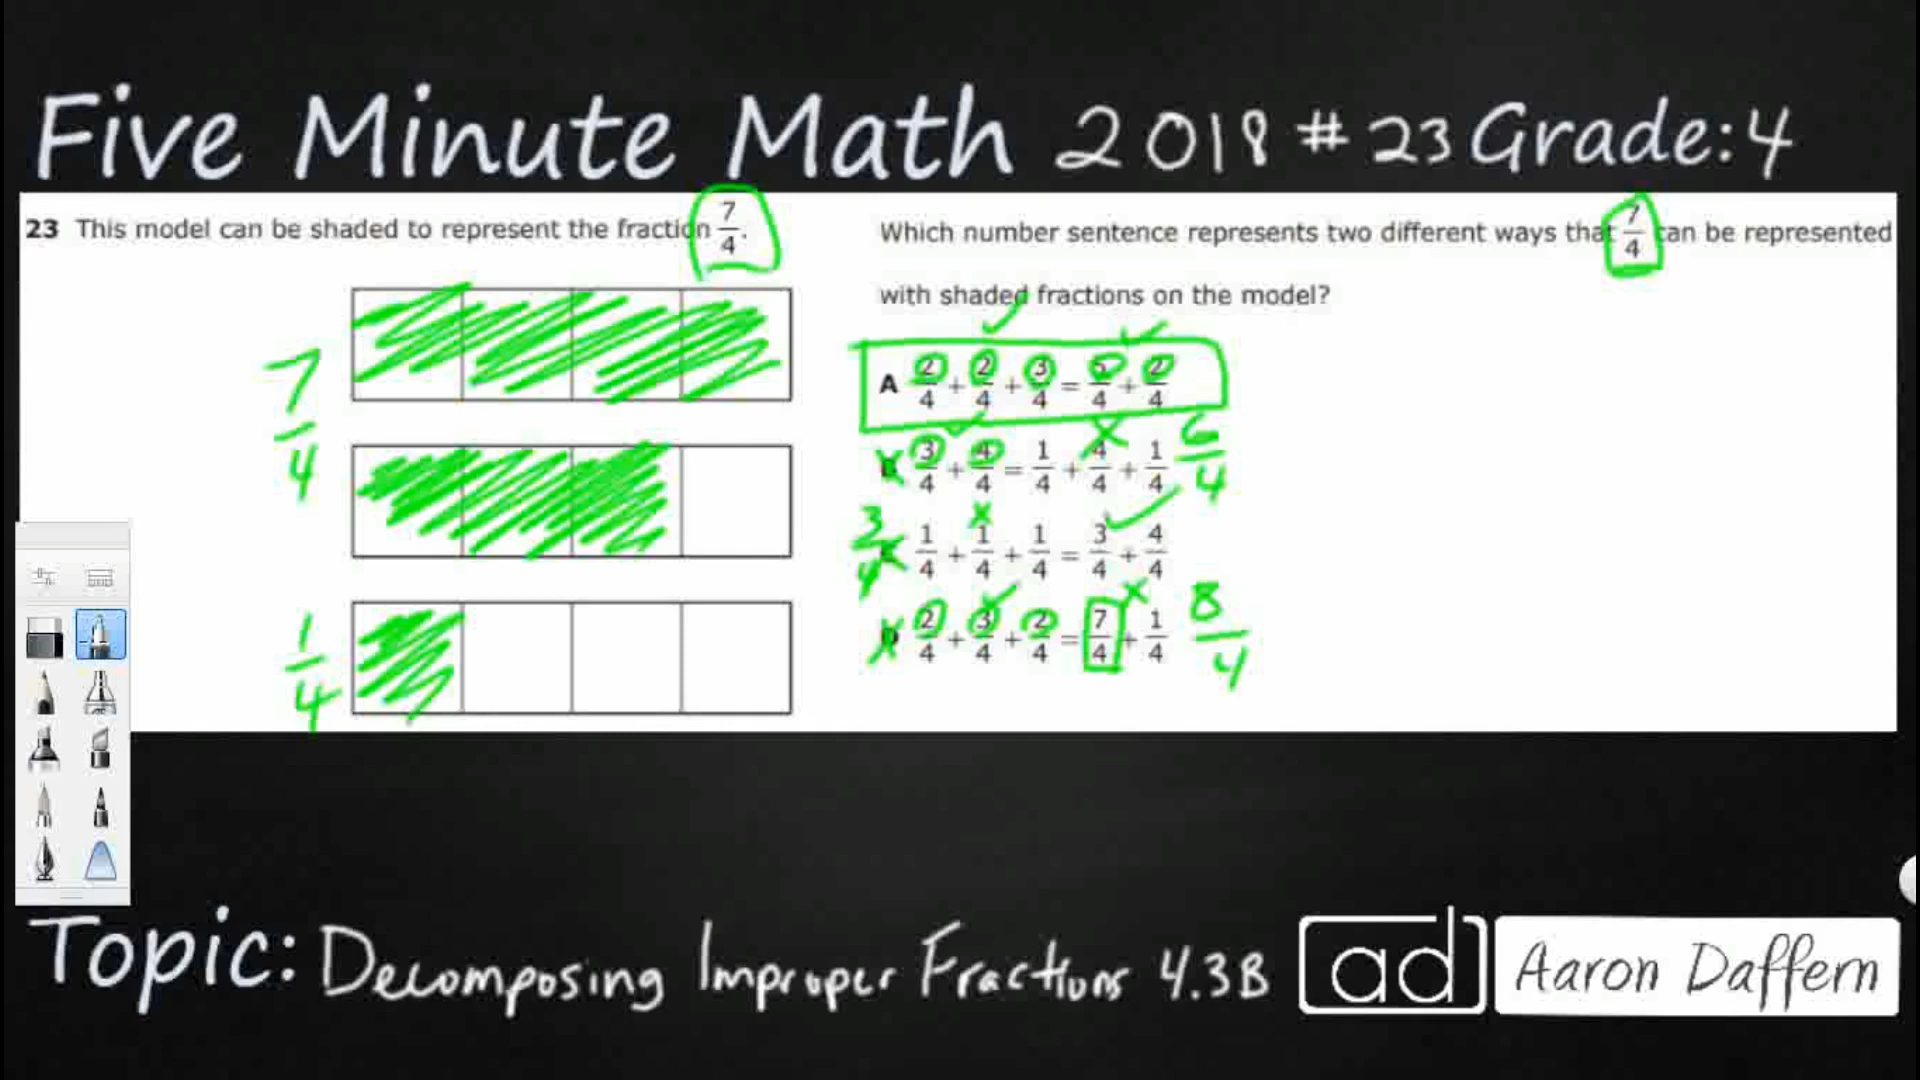 Five Minute Math 2018 #23 Grade: 4
23 This model can be shaded to represent the fraction 7/4.
7/4
1/4
Which number sentence represents two different ways that 7/4 can be represented
with shaded fractions on the model?
A 2/4 + 2/4 + 3/4 = 5/4 + 2/4
3/4 + 4/4 = 1/4 + 4/4 + 1/4 6/4
3/4 1/4 + 1/4 + 1/4 = 3/4 + 4/4
D 2/4 + 3/4 + 2/4 = 7/4 + 1/4 8/4
Topic: Decomposing Improper Fractions 4.3B
ad Aaron Daffern